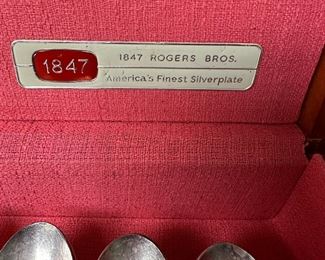 1847
1847 ROGERS BROS.
America's Finest Silverplate